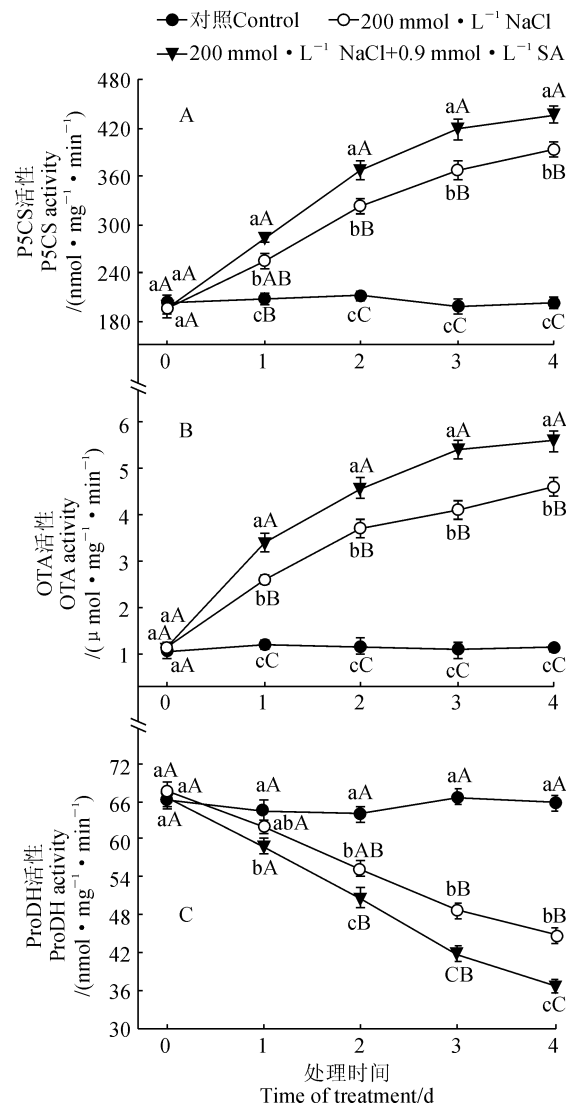 对照Control 200 mmol·L⁻¹ NaCl
200 mmol·L⁻¹ NaCl+0.9 mmol·L⁻¹ SA
P5CS活性
P5CS activity
/(nmol·mg⁻¹·min⁻¹)
480
420
360
300
240
180
A
aA
aA
aA
aA
bAB
cB
aA
bB
cC
aA
bB
cC
aA
bB
cC
0 1 2 3 4
OTA活性
OTA activity
/(μmol·mg⁻¹·min⁻¹)
6
5
4
3
2
1
B
aA
aA
aA
aA
bB
cC
aA
bB
cC
aA
bB
cC
aA
bB
cC
0 1 2 3 4
ProDH活性
ProDH activity
/(nmol·mg⁻¹·min⁻¹)
72
66
60
54
48
42
36
30
C
aA
aA
aA
aA
abA
bA
aA
bAB
cB
aA
bB
CB
aA
bB
cC
0 1 2 3 4
处理时间
Time of treatment/d